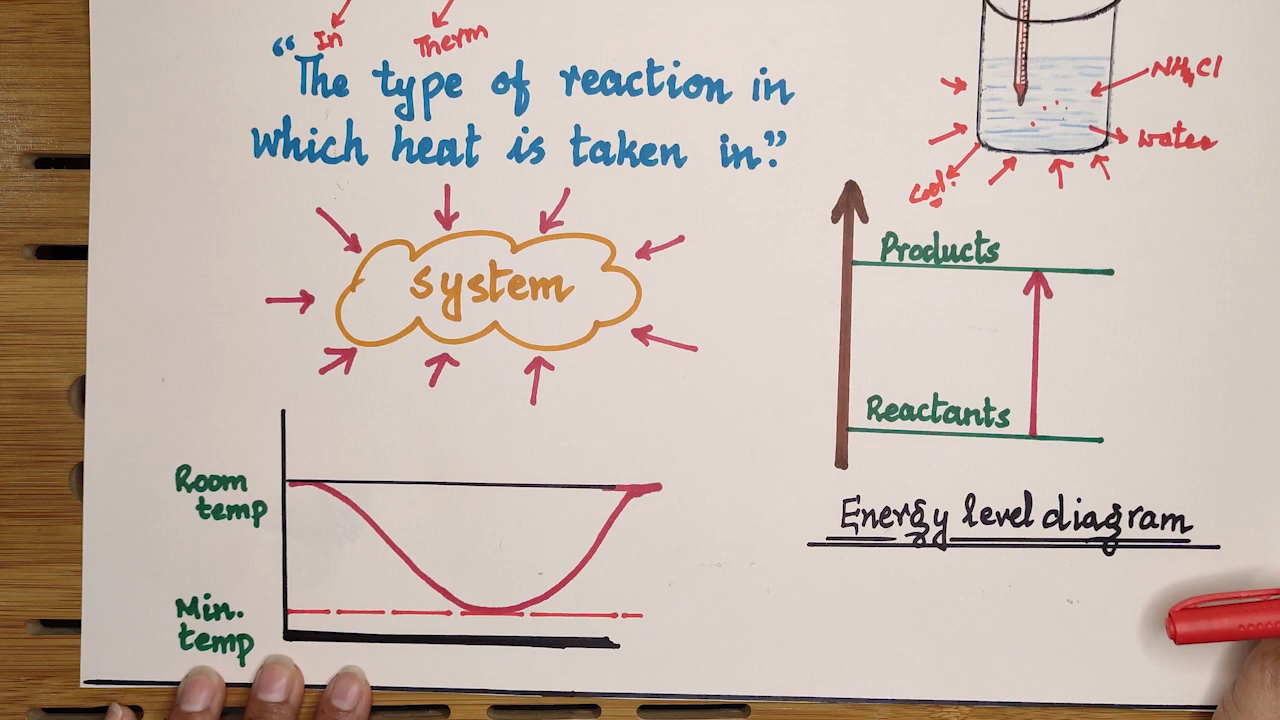 In
Therm
“The type of reaction in
which heat is taken in.”
NH4Cl
water
Cool.
system
Products
Reactants
Energy level diagram
Room
temp
Min.
temp